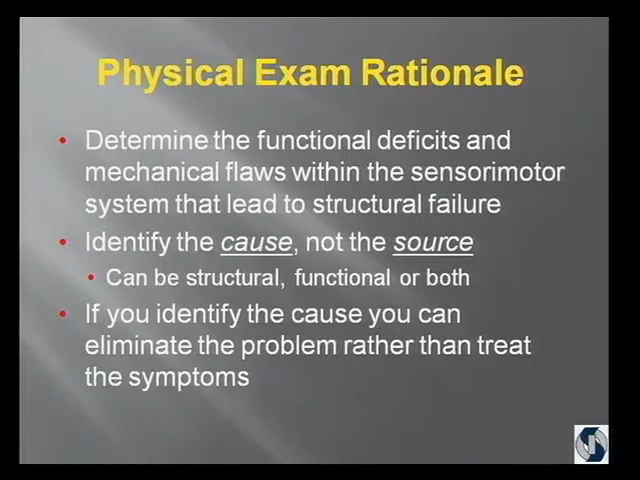 Physical Exam Rationale
• Determine the functional deficits and
mechanical flaws within the sensorimotor
system that lead to structural failure
• Identify the cause, not the source
• Can be structural, functional or both
• If you identify the cause you can
eliminate the problem rather than treat
the symptoms